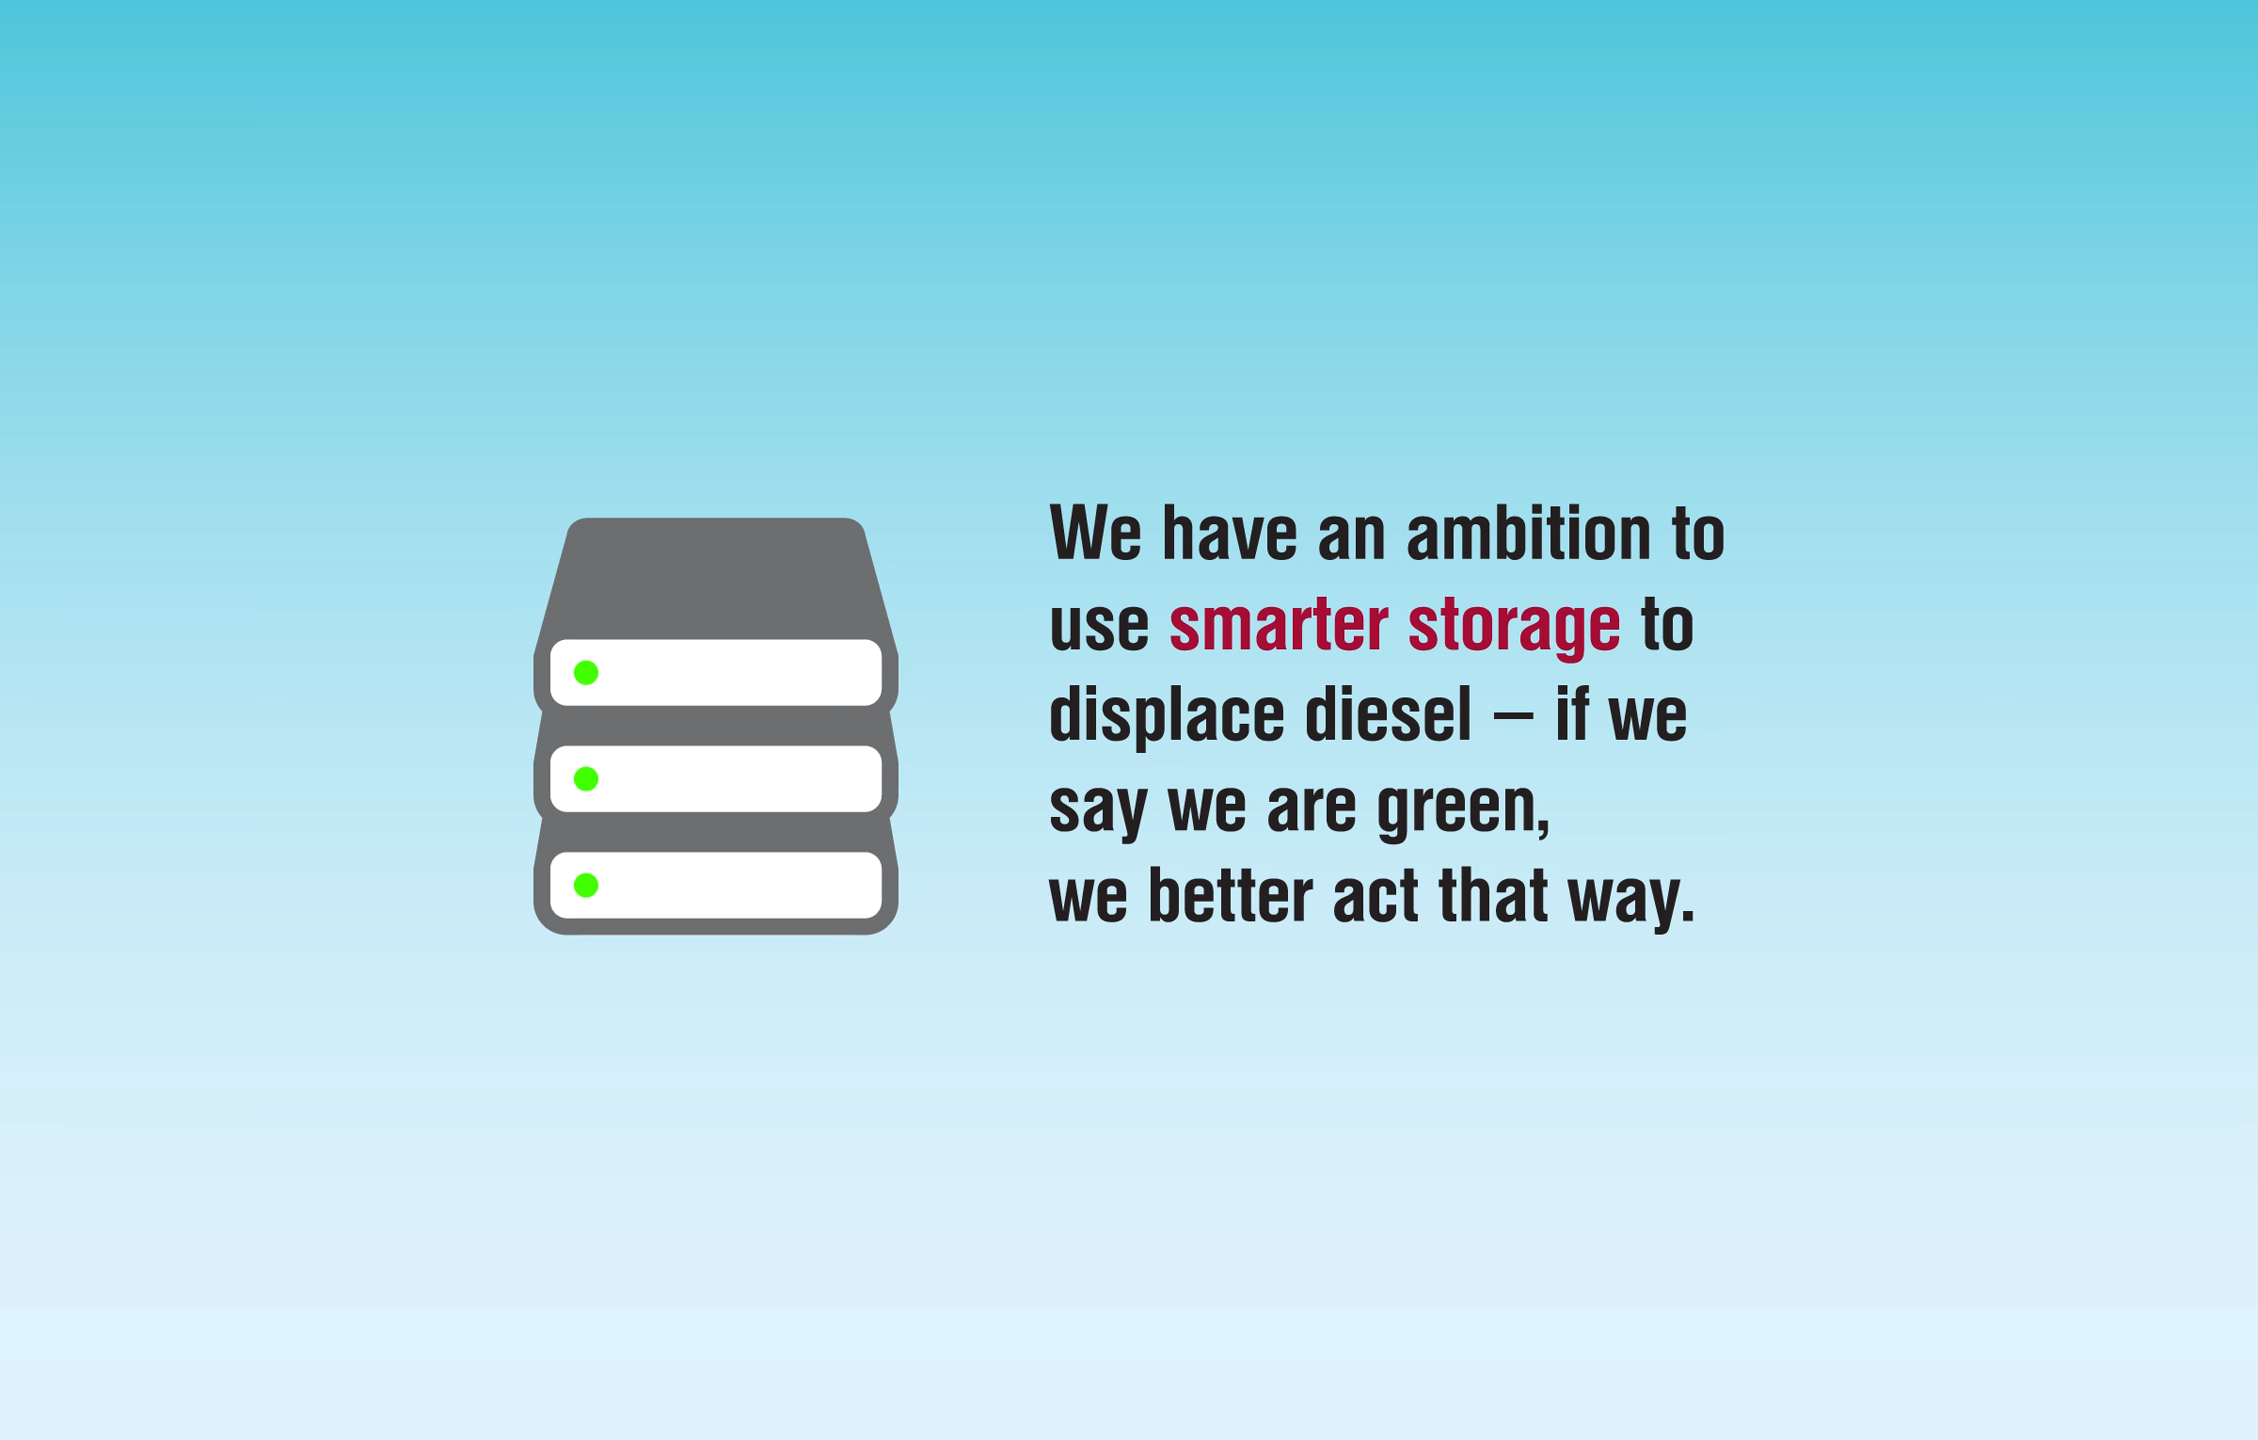 We have an ambition to
use smarter storage to
displace diesel – if we
say we are green,
we better act that way.